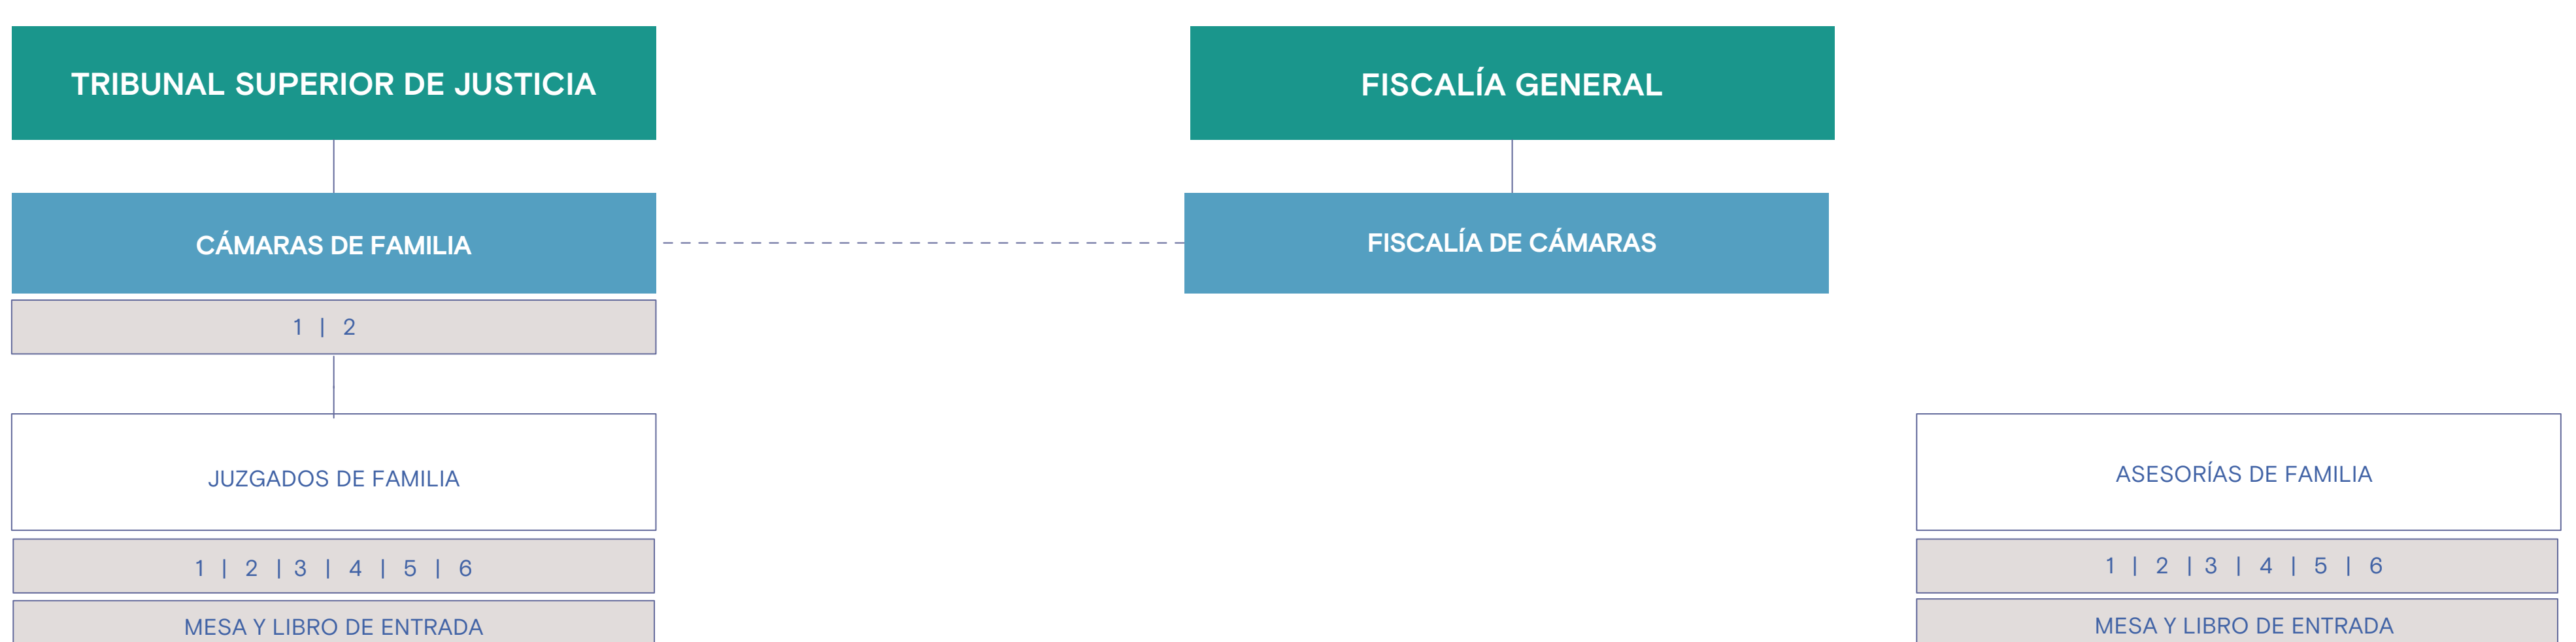 TRIBUNAL SUPERIOR DE JUSTICIA
FISCALÍA GENERAL
CÁMARAS DE FAMILIA
FISCALÍA DE CÁMARAS
1 | 2
JUZGADOS DE FAMILIA
ASESORÍAS DE FAMILIA
1 | 2 | 3 | 4 | 5 | 6
1 | 2 | 3 | 4 | 5 | 6
MESA Y LIBRO DE ENTRADA
MESA Y LIBRO DE ENTRADA